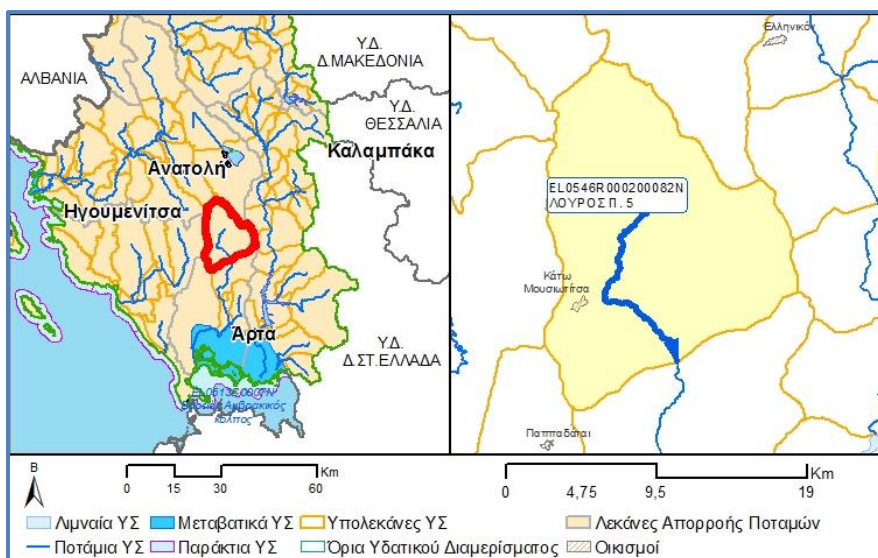 ΑΛΒΑΝΙΑ
Υ.Δ.
Δ.ΜΑΚΕΔΟΝΙΑ
Υ.Δ.
ΘΕΣΣΑΛΙΑ
Ανατολή
Καλαμπάκα
Ηγουμενίτσα
Άρτα
Υ.Δ.
Δ.ΣΤ.ΕΛΛΑΔΑ
κόλπος
Ελληνικόν
EL0546R000200082N
ΛΟΥΡΟΣ Π. 5
Κάτω
Μουσιωτίτσα
Παππαδάται
Β
Km
0 15 30 60
Km
0 4,75 9,5 19
Λιμναία ΥΣ Μεταβατικά ΥΣ Υπολεκάνες ΥΣ Λεκάνες Απορροής Ποταμών
Ποτάμια ΥΣ Παράκτια ΥΣ Όρια Υδατικού Διαμερίσματος Οικισμοί